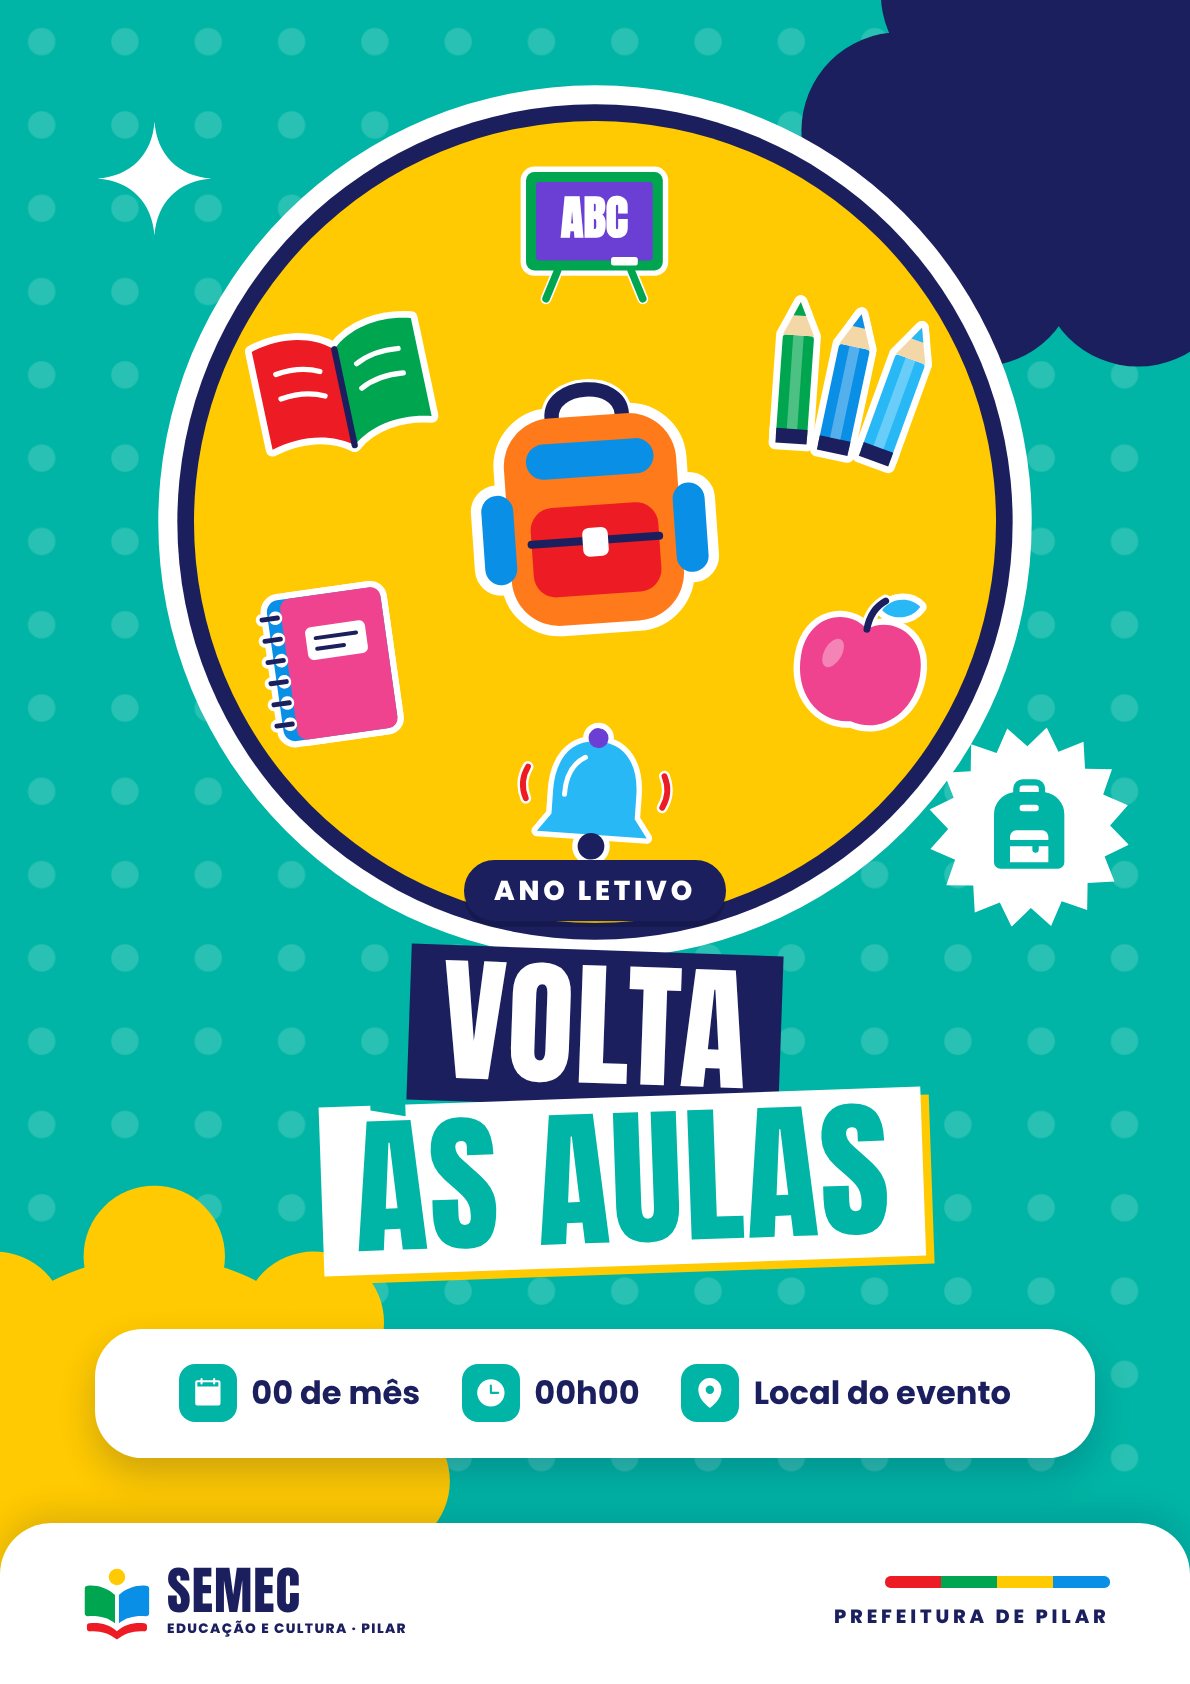 ABC
ANO LETIVO
VOLTA
ÀS AULAS
00 de mês
00h00
Local do evento
SEMEC
EDUCAÇÃO E CULTURA · PILAR
PREFEITURA DE PILAR